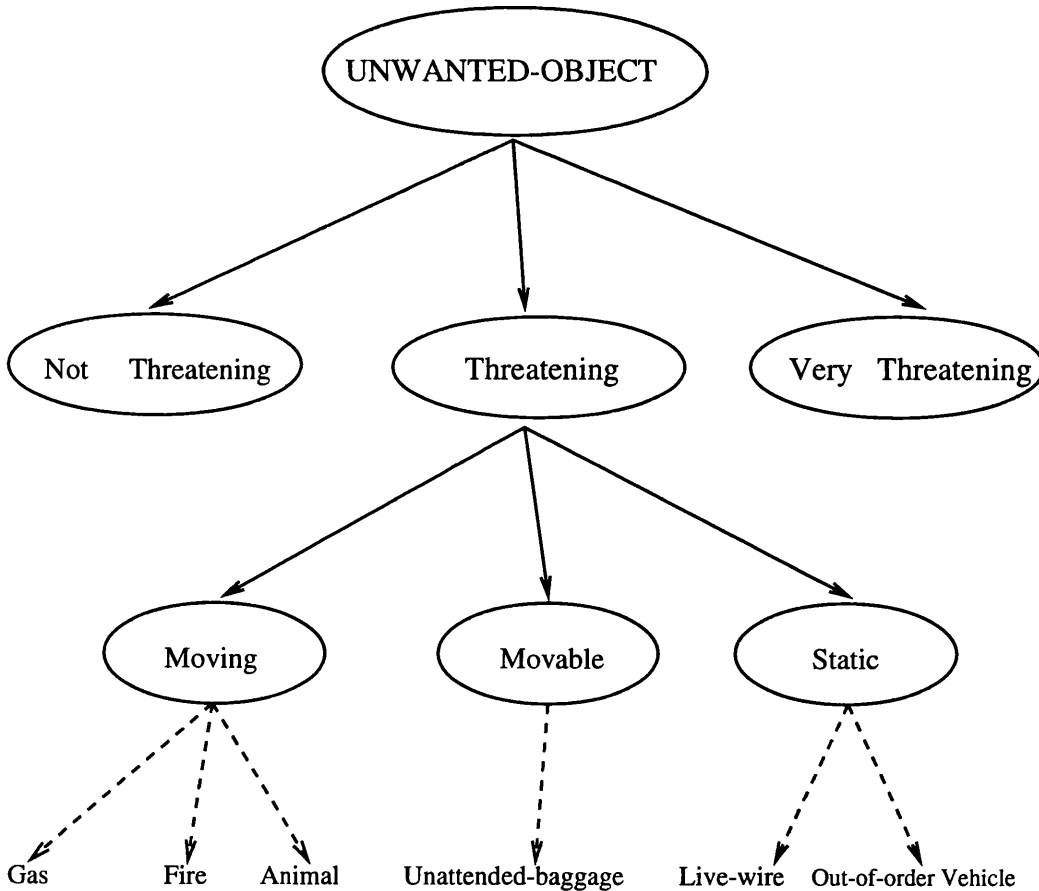 UNWANTED-OBJECT
Not Threatening
Threatening
Very Threatening
Moving
Movable
Static
Gas
Fire
Animal
Unattended-baggage
Live-wire
Out-of-order Vehicle